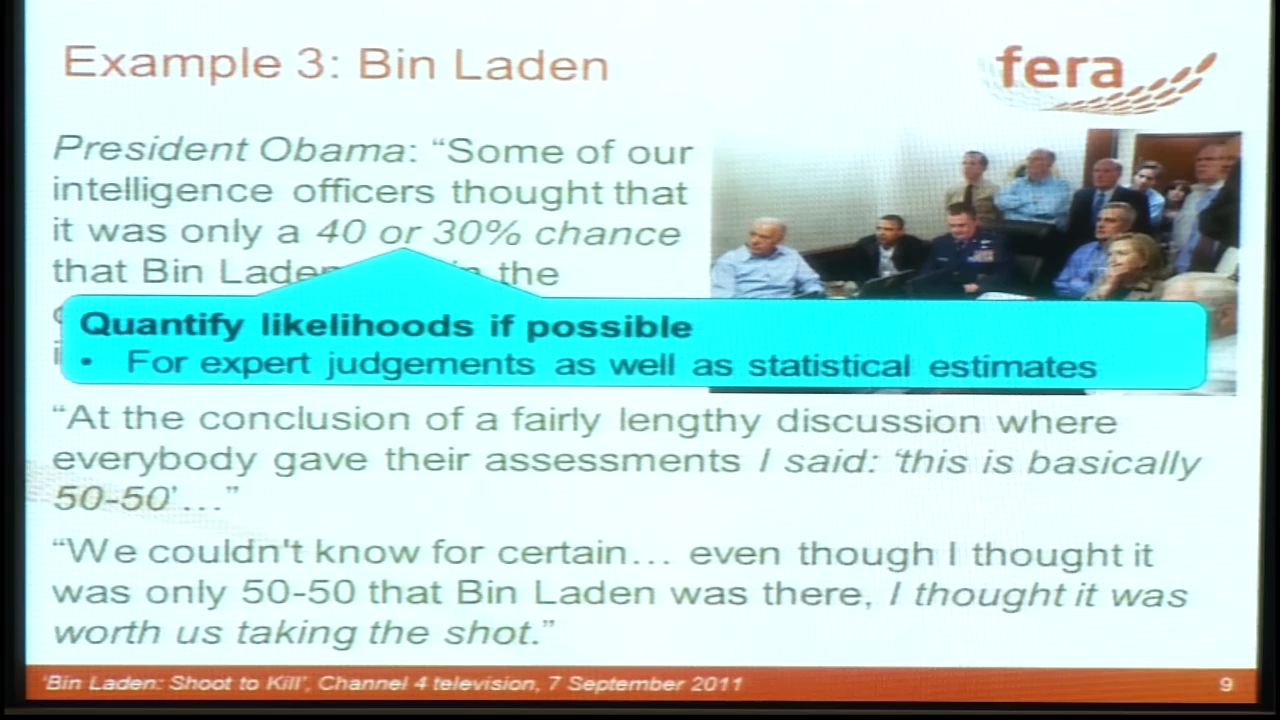 Example 3: Bin Laden
fera
President Obama: “Some of our
intelligence officers thought that
it was only a 40 or 30% chance
that Bin Laden the
Quantify likelihoods if possible
• For expert judgements as well as statistical estimates
“At the conclusion of a fairly lengthy discussion where
everybody gave their assessments I said: ‘this is basically
50-50’…”
“We couldn't know for certain… even though I thought it
was only 50-50 that Bin Laden was there, I thought it was
worth us taking the shot.”
‘Bin Laden: Shoot to Kill’, Channel 4 television, 7 September 2011
9